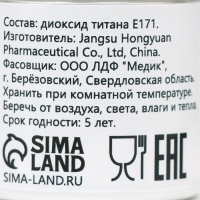 Состав: диоксид титана Е171.
Изготовитель: Jangsu Hongyuan
Pharmaceutical Co., Ltd, China.
Фасовщик: ООО ЛДФ "Медик",
г. Берёзовский, Свердловская область.
Хранить при комнатной температуре.
Беречь от воздуха, света, влаги и тепла.
Срок годности: 5 лет.
SIMA
LAND
SIMA-LAND.RU
EAC